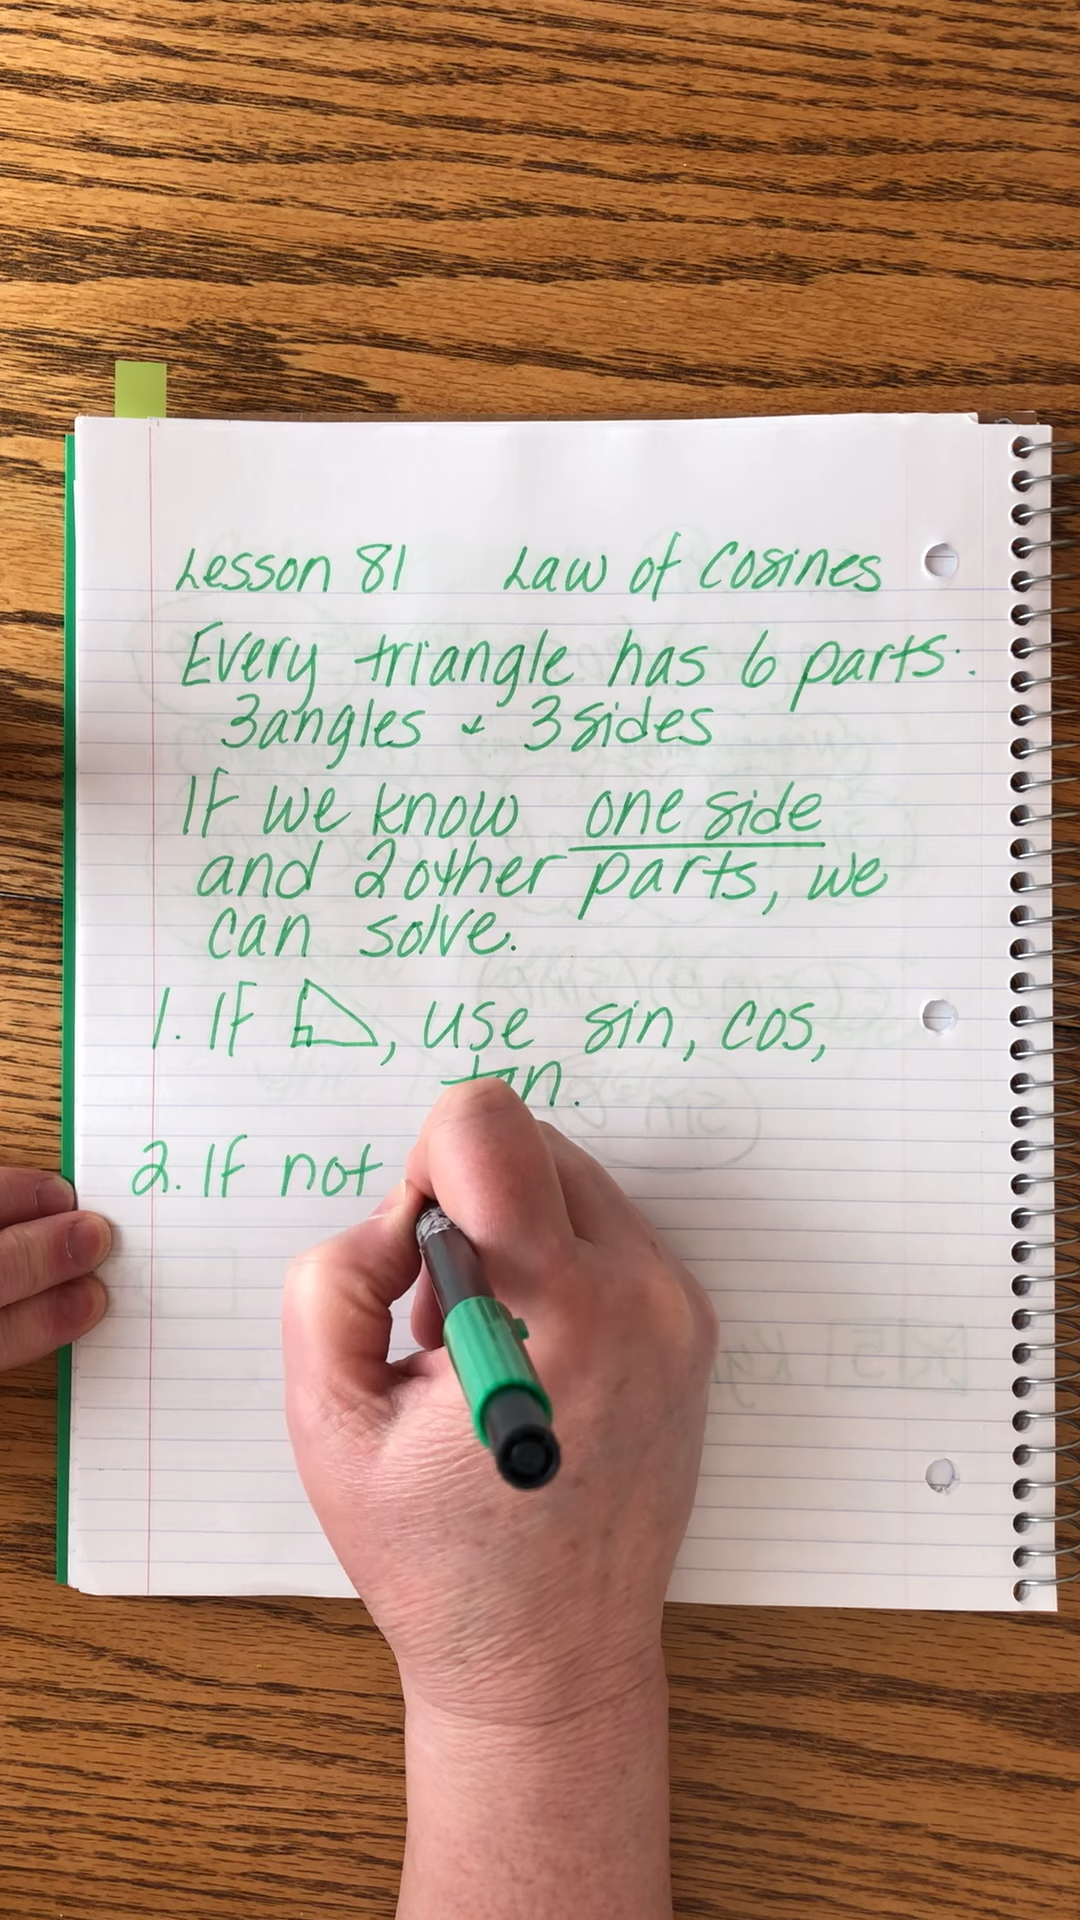 Lesson 81 Law of Cosines
Every triangle has 6 parts:
3 angles + 3 sides
If we know one side
and 2 other parts, we
can solve.
1. If , use sin, cos,
tan.
2. If not